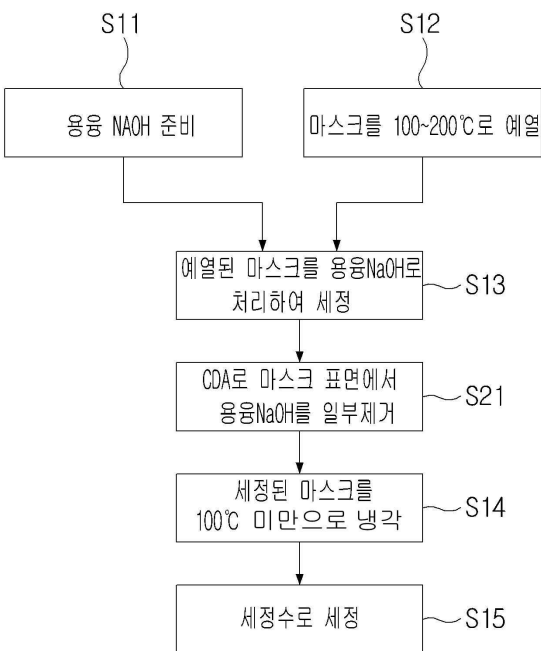 S11
S12
용융 NAOH 준비
마스크를 100~200℃로 예열
예열된 마스크를 용융NaOH로
처리하여 세정
S13
CDA로 마스크 표면에서
용융NaOH를 일부제거
S21
세정된 마스크를
100℃ 미만으로 냉각
S14
세정수로 세정
S15